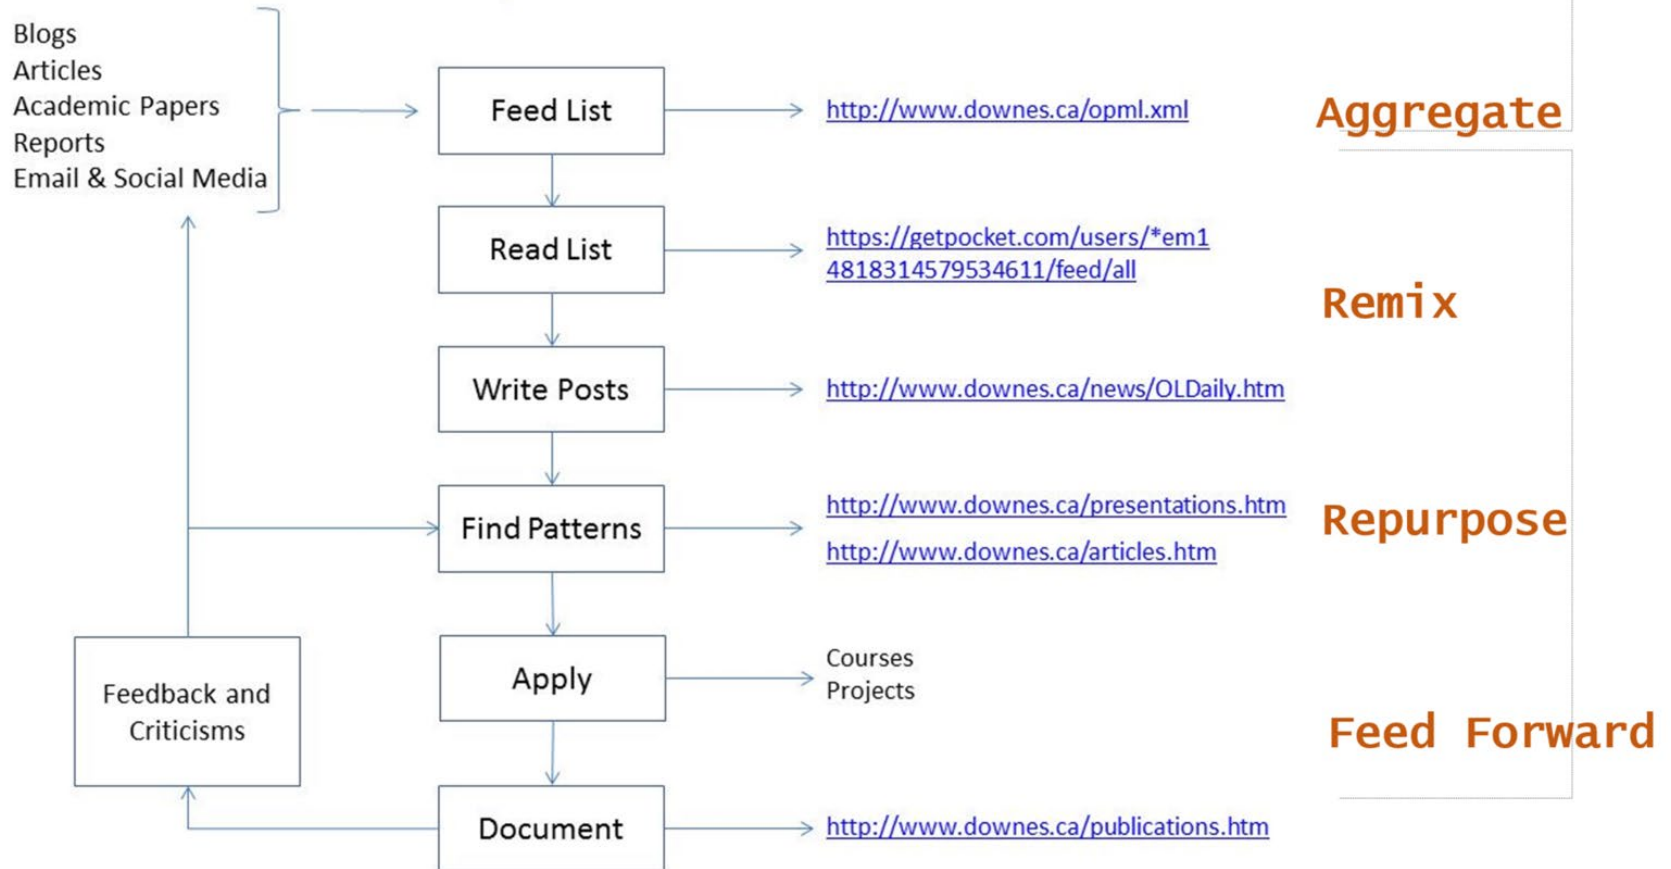 Blogs
Articles
Academic Papers
Reports
Email & Social Media
Feed List
http://www.downes.ca/opml.xml
Aggregate
Read List
https://getpocket.com/users/*em1
4818314579534611/feed/all
Remix
Write Posts
http://www.downes.ca/news/OLDaily.htm
Find Patterns
http://www.downes.ca/presentations.htm
http://www.downes.ca/articles.htm
Repurpose
Feedback and
Criticisms
Apply
Courses
Projects
Feed Forward
Document
http://www.downes.ca/publications.htm